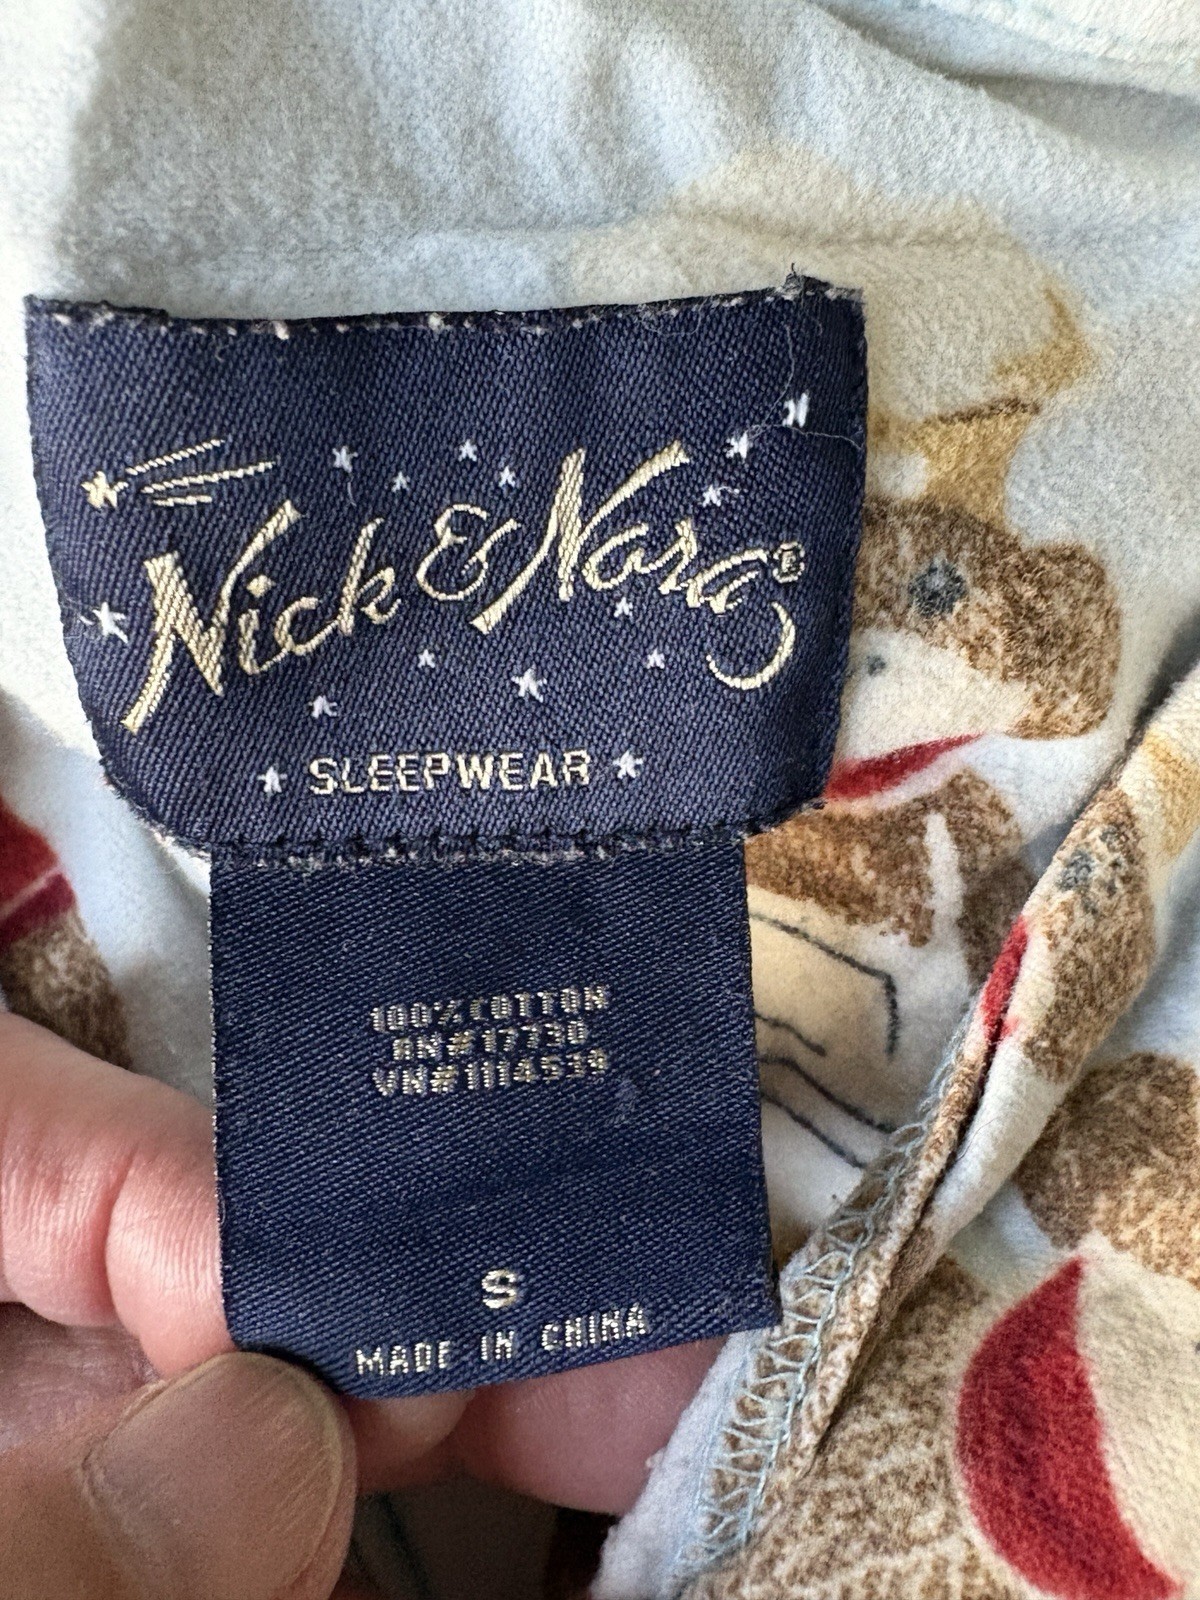 Nick & Nora®
SLEEPWEAR
100% COTTON
RN#17730
VN#1114539
S
MADE IN CHINA